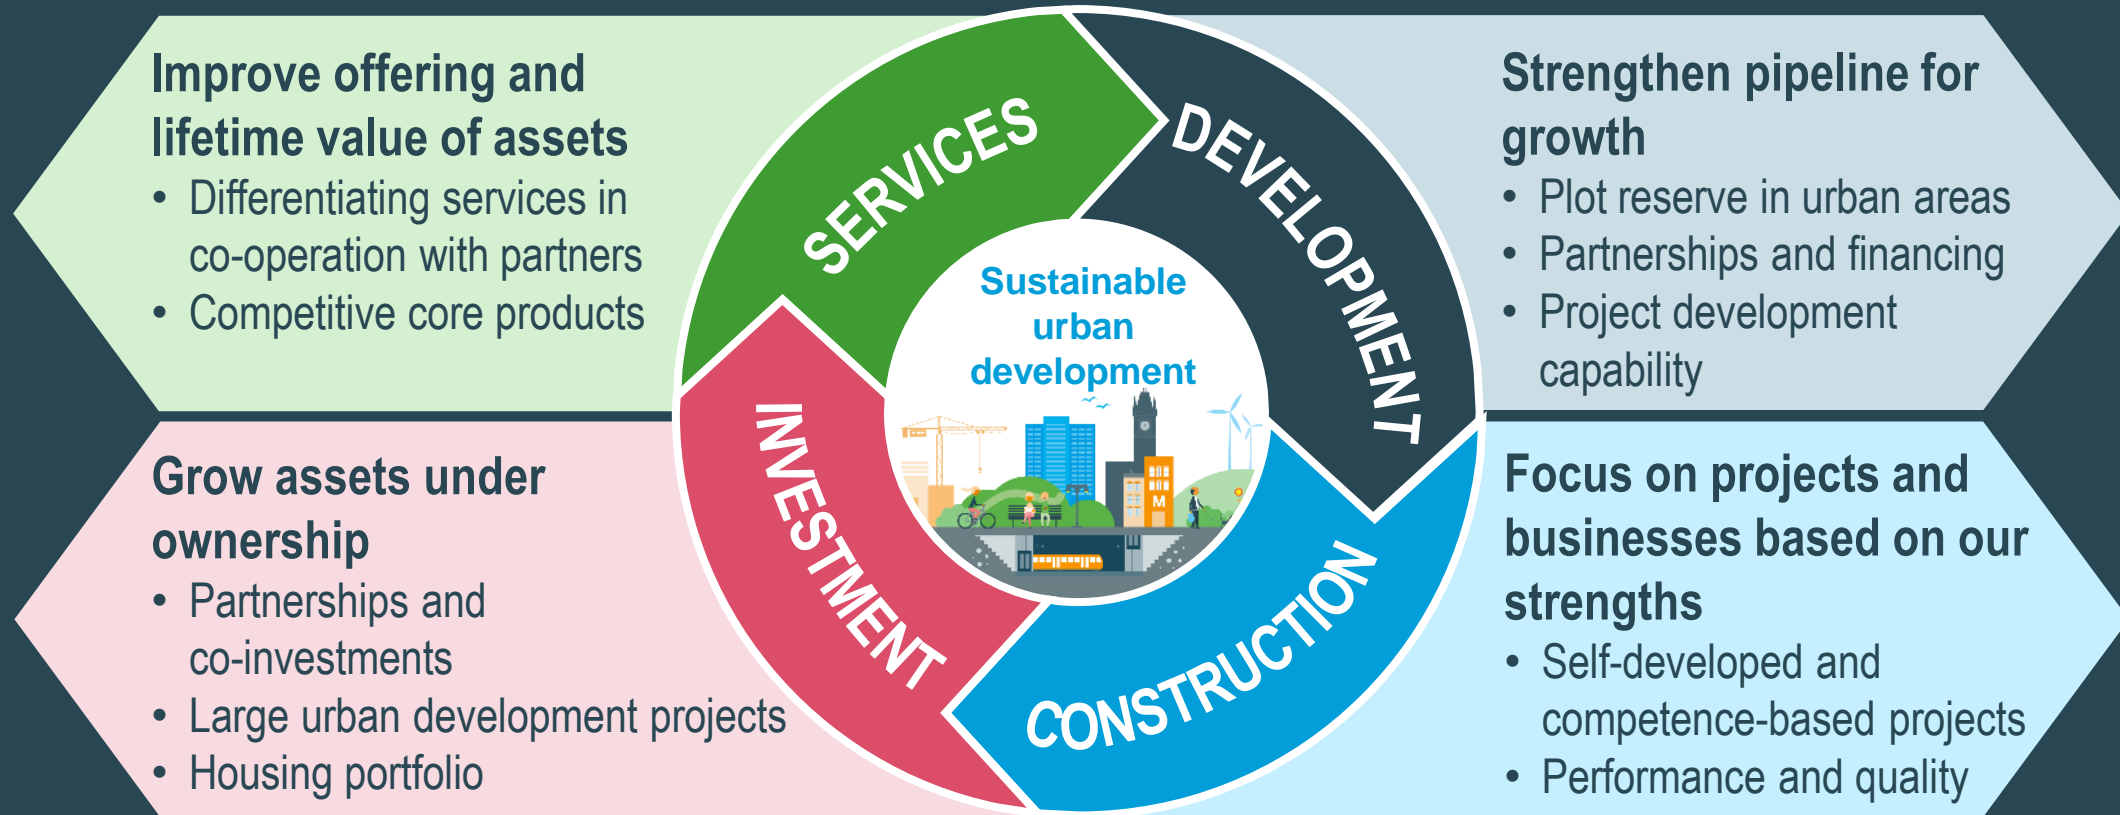 Improve offering and
lifetime value of assets
• Differentiating services in
co-operation with partners
• Competitive core products
SERVICES
DEVELOPMENT
Strengthen pipeline for
growth
• Plot reserve in urban areas
• Partnerships and financing
• Project development
capability
Sustainable
urban
development
M
Grow assets under
ownership
• Partnerships and
co-investments
• Large urban development projects
• Housing portfolio
INVESTMENT
CONSTRUCTION
Focus on projects and
businesses based on our
strengths
• Self-developed and
competence-based projects
• Performance and quality